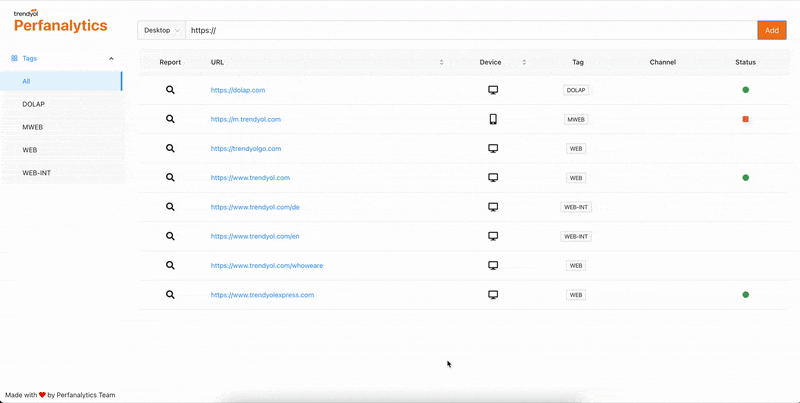 trendyol
Perfanalytics
Desktop https:// Add
Tags
All
DOLAP
MWEB
WEB
WEB-INT
Report URL Device Tag Channel Status
https://dolap.com DOLAP
https://m.trendyol.com MWEB
https://trendyolgo.com WEB
https://www.trendyol.com WEB
https://www.trendyol.com/de WEB-INT
https://www.trendyol.com/en WEB-INT
https://www.trendyol.com/whoweare WEB
https://www.trendyolexpress.com WEB
Made with ❤ by Perfanalytics Team